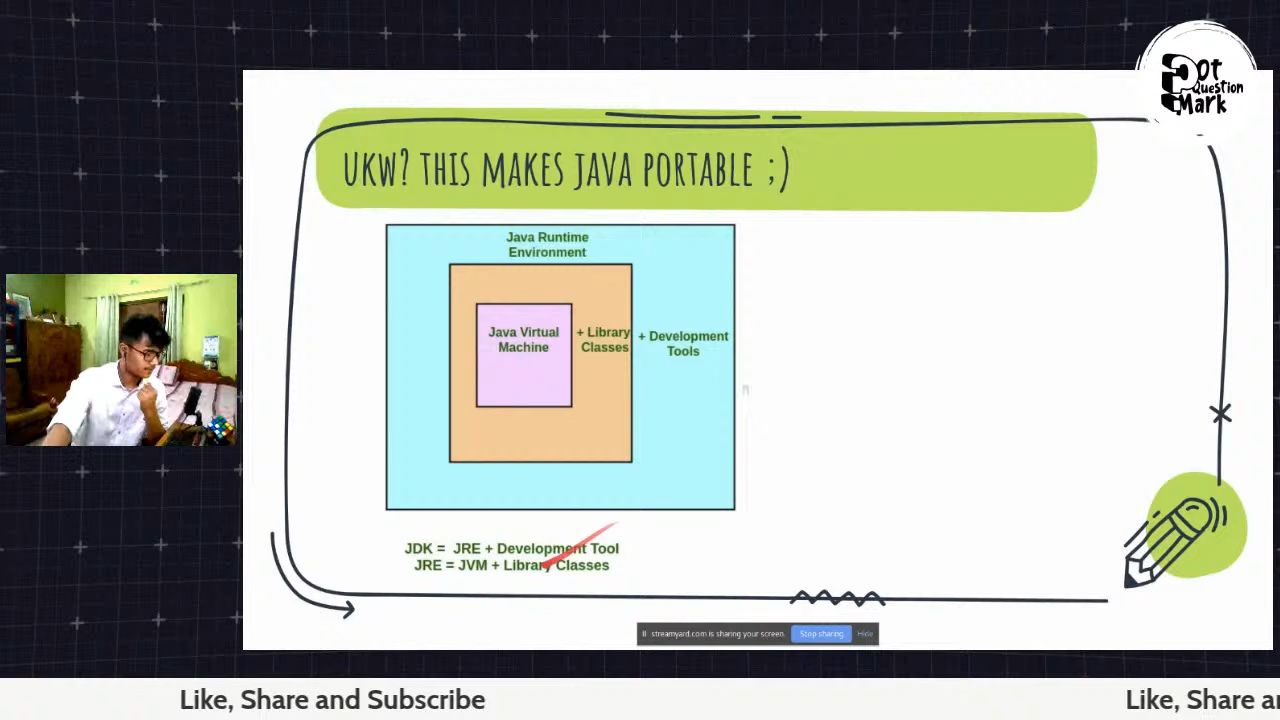 Dot
Question
Mark
UKW? THIS MAKES JAVA PORTABLE ;)
Java Runtime
Environment
Java Virtual
Machine
+ Library
Classes
+ Development
Tools
JDK = JRE + Development Tool
JRE = JVM + Library Classes
streamyard.com is sharing your screen.
Stop sharing
Hide
Like, Share and Subscribe
Like, Share an